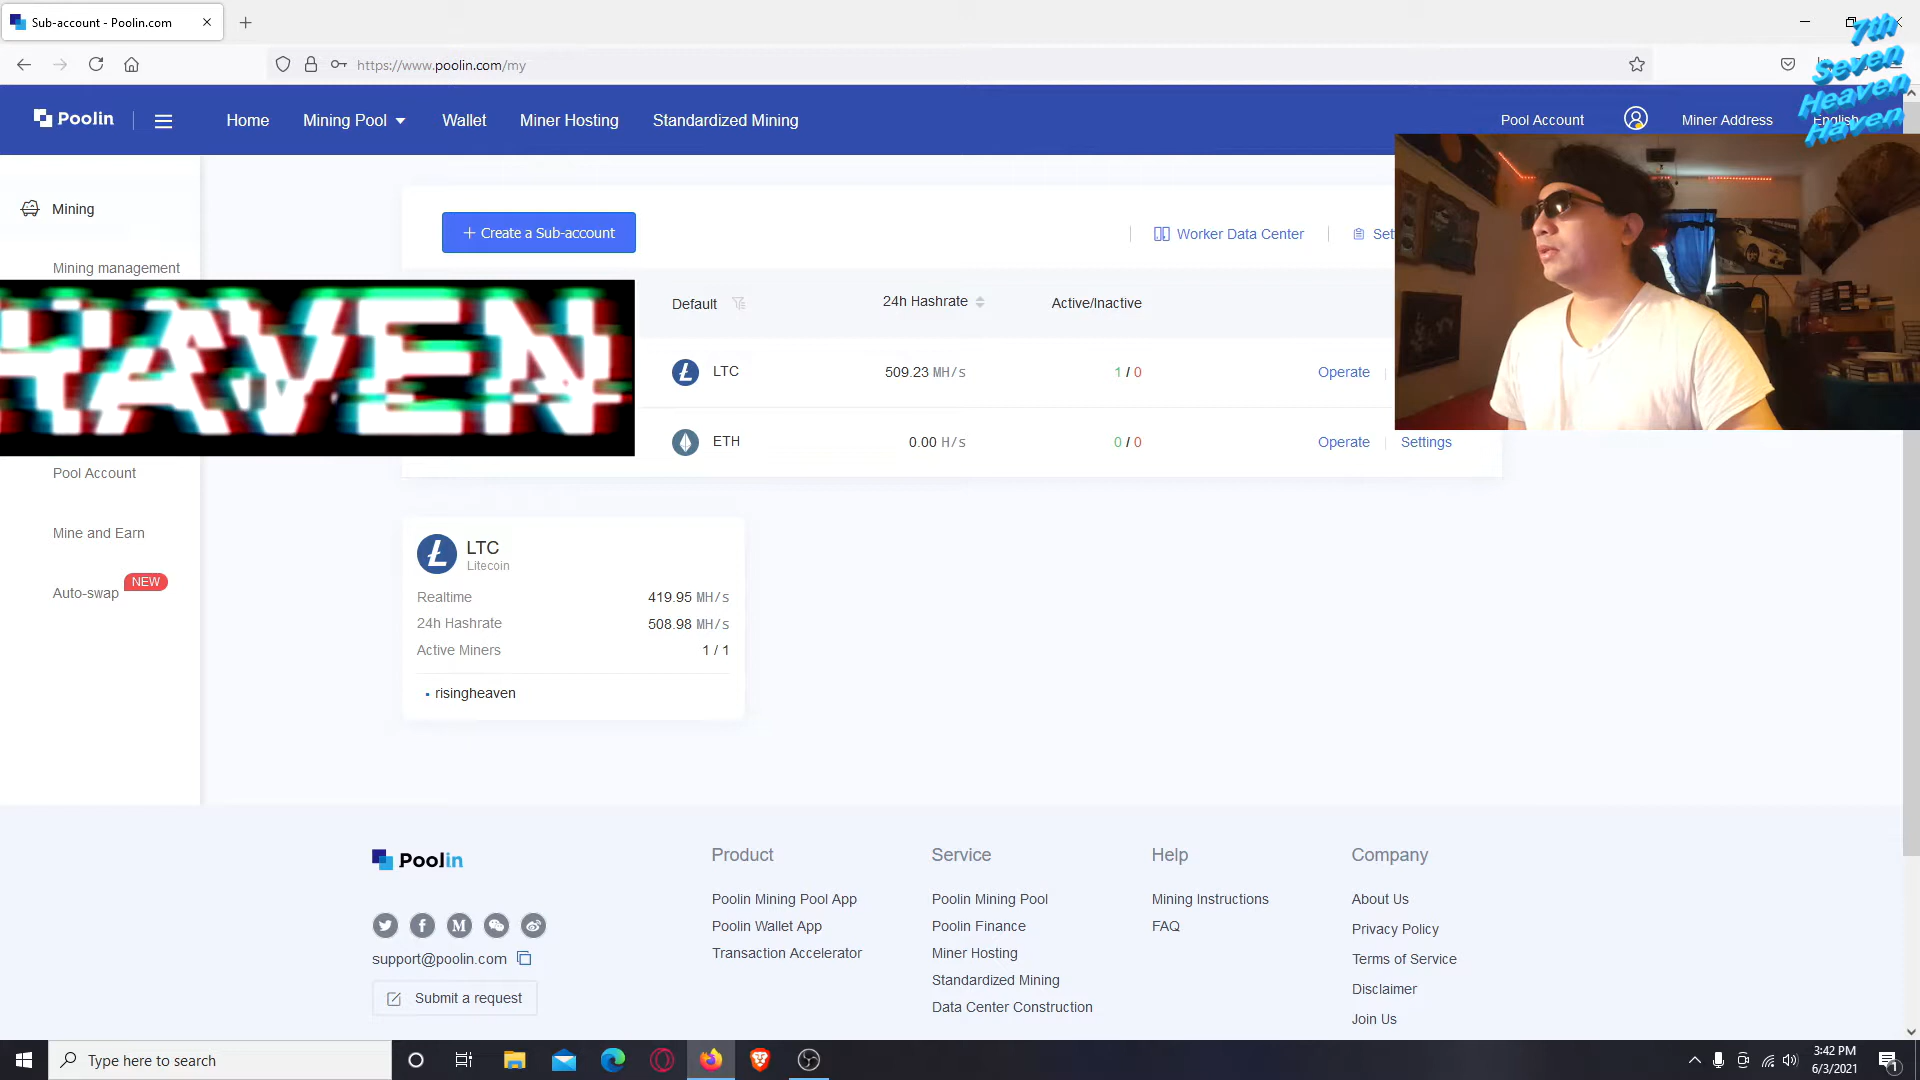 Sub-account - Poolin.com
https://www.poolin.com/my
7th
Seven
Heaven
Haven
Poolin
Home
Mining Pool
Wallet
Miner Hosting
Standardized Mining
Pool Account
Miner Address
English
Mining
Mining management
Pool Account
Mine and Earn
Auto-swap
NEW
+ Create a Sub-account
Worker Data Center
Set
HAVEN
Default
24h Hashrate
Active/Inactive
LTC
509.23 MH/s
1 / 0
Operate
ETH
0.00 H/s
0 / 0
Operate
Settings
LTC
Litecoin
Realtime
419.95 MH/s
24h Hashrate
508.98 MH/s
Active Miners
1 / 1
risingheaven
Poolin
support@poolin.com
Submit a request
Product
Poolin Mining Pool App
Poolin Wallet App
Transaction Accelerator
Service
Poolin Mining Pool
Poolin Finance
Miner Hosting
Standardized Mining
Data Center Construction
Help
Mining Instructions
FAQ
Company
About Us
Privacy Policy
Terms of Service
Disclaimer
Join Us
Type here to search
3:42 PM
6/3/2021
1